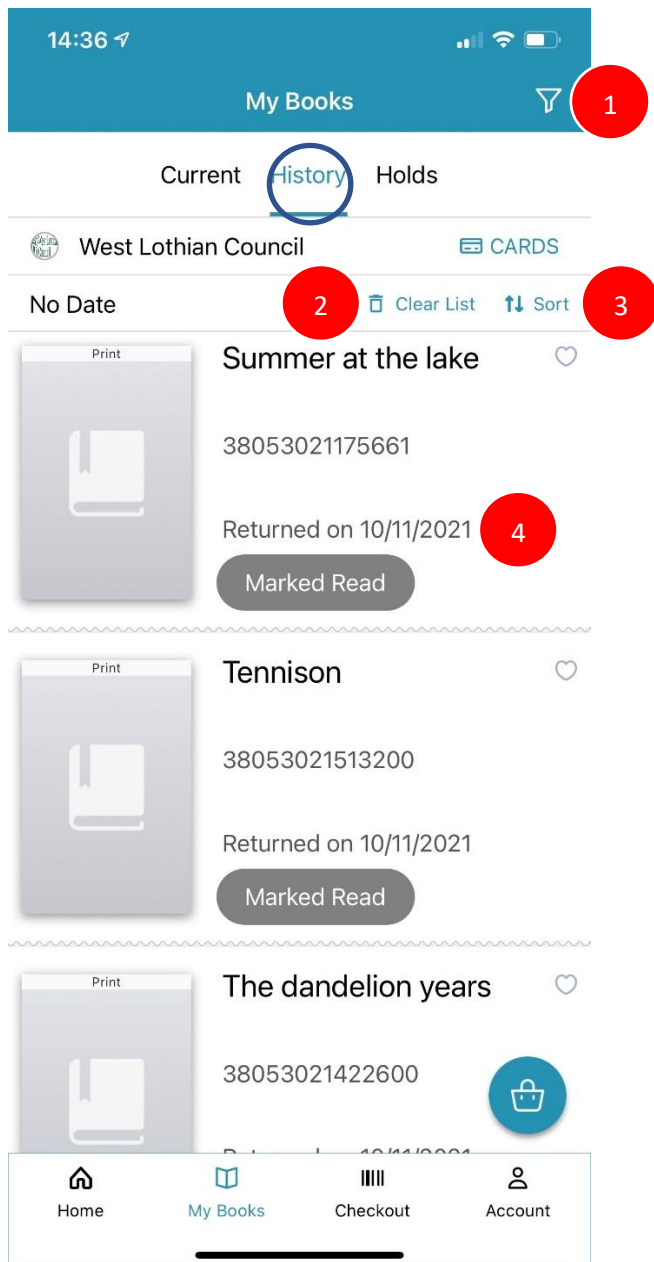 14:36
My Books
1
Current History Holds
West Lothian Council CARDS
No Date 2 Clear List Sort 3
Print
Summer at the lake
38053021175661
Returned on 10/11/2021 4
Marked Read
Print
Tennison
38053021513200
Returned on 10/11/2021
Marked Read
Print
The dandelion years
38053021422600
Home My Books Checkout Account